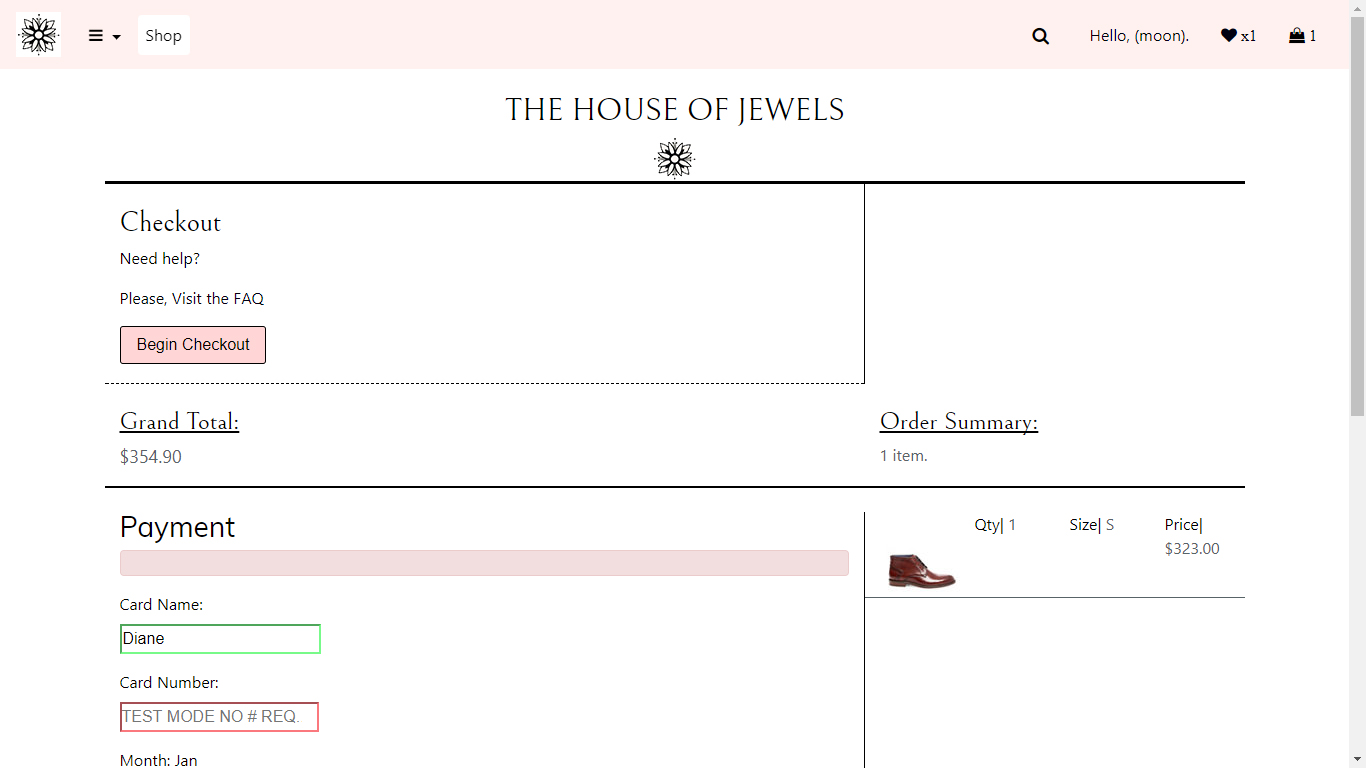 Shop
Hello, (moon).
x1
1
THE HOUSE OF JEWELS
Checkout
Need help?
Please, Visit the FAQ
Begin Checkout
Grand Total:
$354.90
Order Summary:
1 item.
Payment
Qty| 1
Size| S
Price|
$323.00
Card Name:
Diane
Card Number:
TEST MODE NO # REQ.
Month: Jan